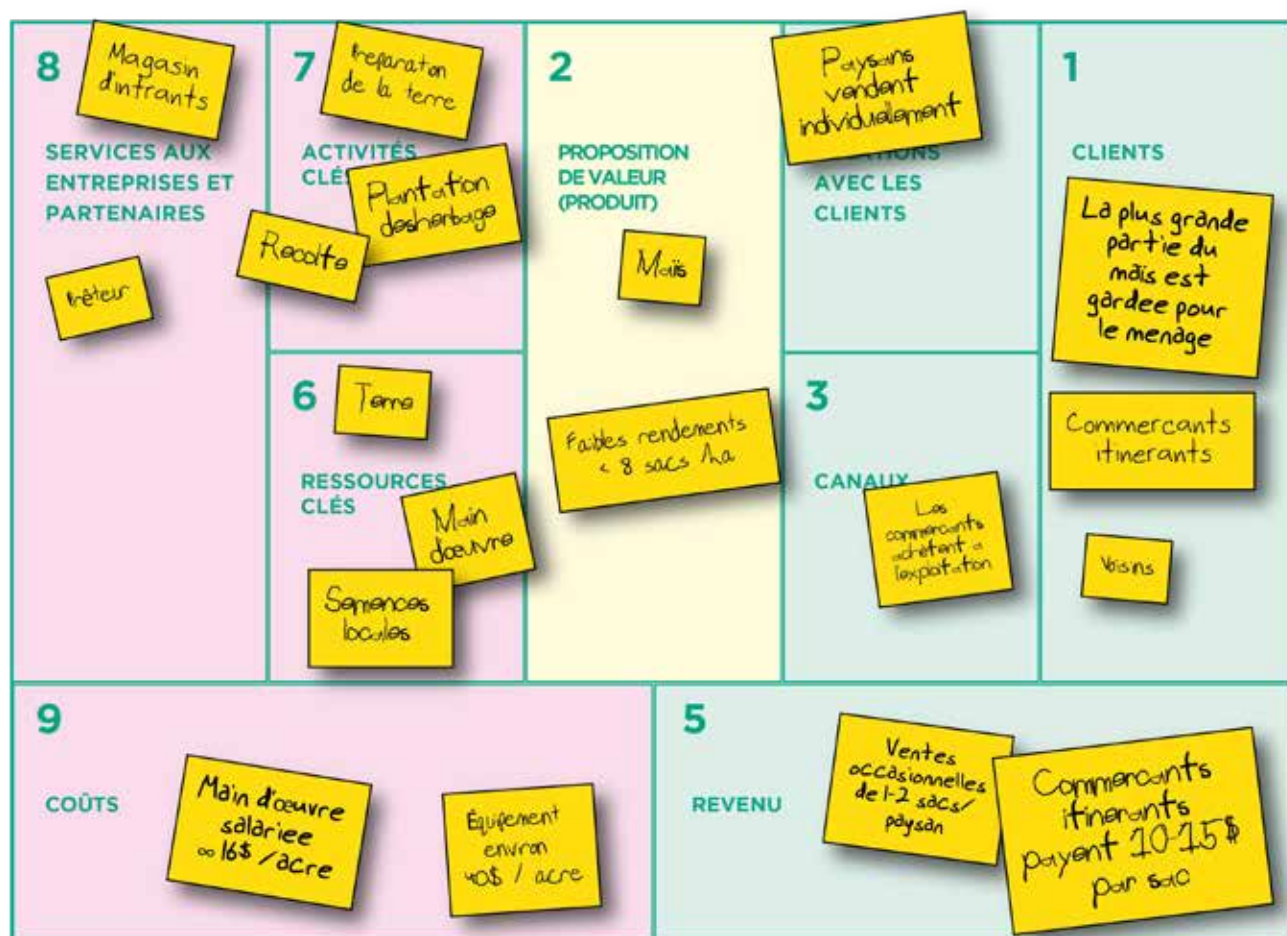 8
Magasin
d'intrants
SERVICES AUX
ENTREPRISES ET
PARTENAIRES
Prêteur
7
Preparation
de la terre
ACTIVITÉS
CLÉS
Plantation
desherbage
Recolte
6
Terre
RESSOURCES
CLÉS
Main
d'œuvre
Semences
locales
2
PROPOSITION
DE VALEUR
(PRODUIT)
Maïs
Faibles rendements
< 8 sacs /ha
Paysans
vendent
individuellement
AVEC LES
CLIENTS
3
CANAUX
Les
commercants
achètent a
l'exploitation
1
CLIENTS
La plus grande
partie du
maïs est
gardee pour
le menage
Commercants
itinerants
Voisins
9
COÛTS
Main d'œuvre
salariee
∞ 16$ / acre
Équipement
environ
40$ / acre
5
REVENU
Ventes
occasionnelles
de 1-2 sacs/
paysan
Commercants
itinerants
payent 10-15$
par sac